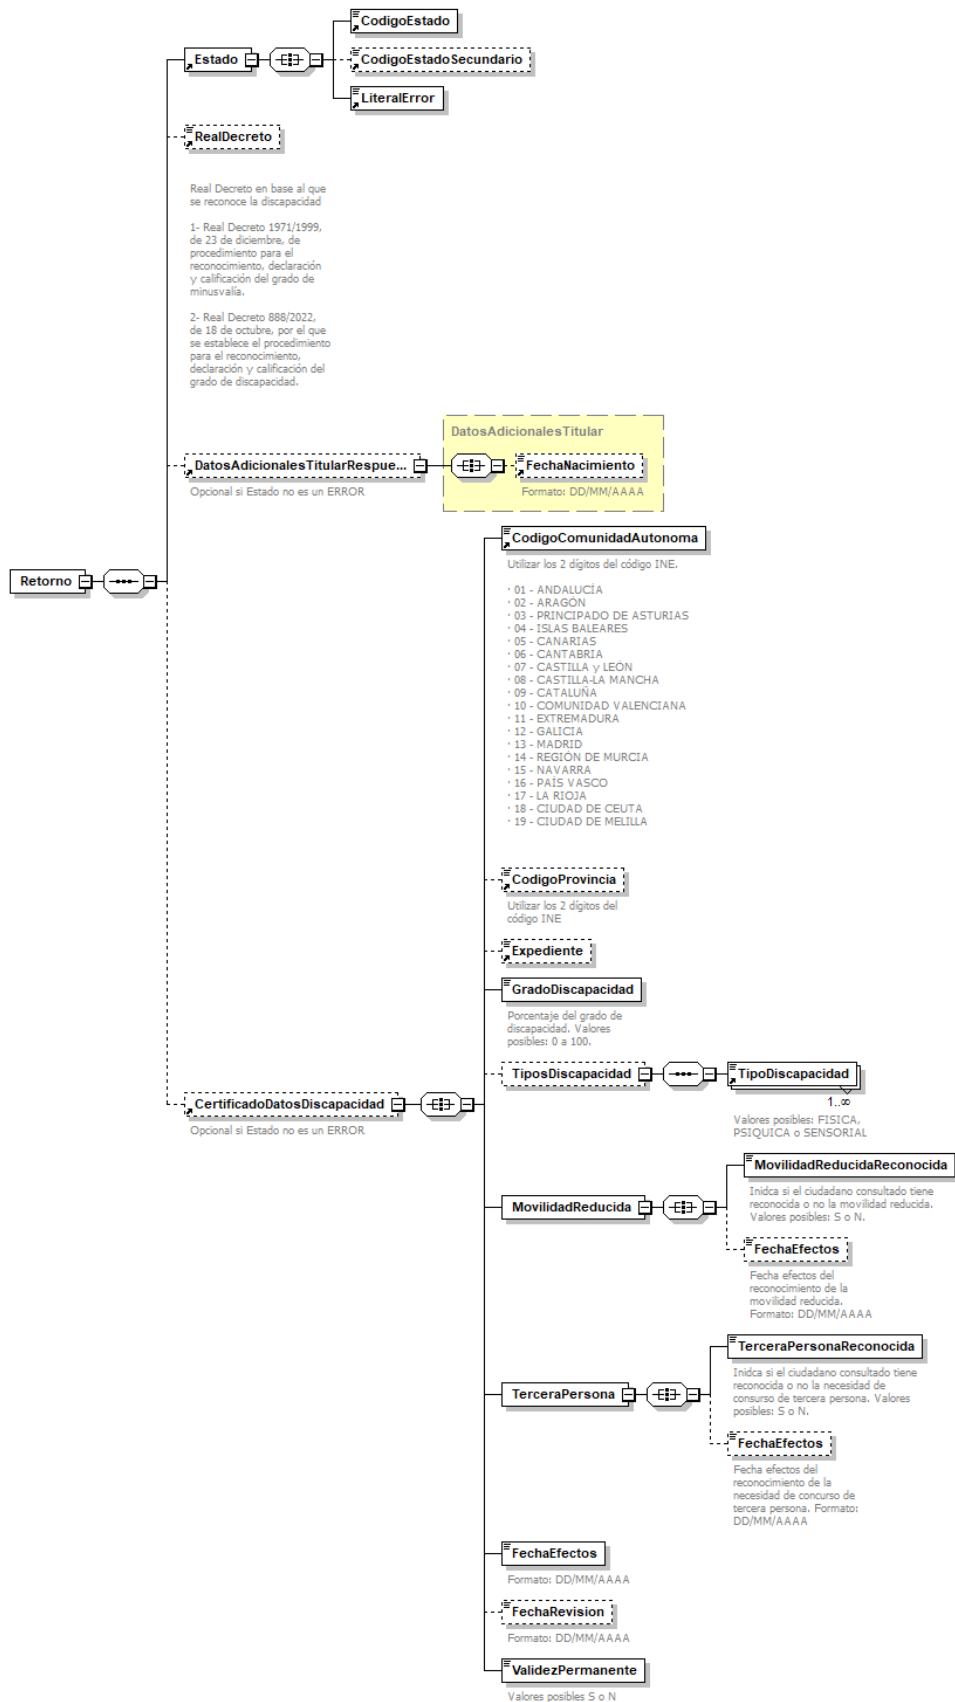 CodigoEstado
Estado
CodigoEstadoSecundario
LiteralError
RealDecreto
Real Decreto en base al que
se reconoce la discapacidad
1- Real Decreto 1971/1999,
de 23 de diciembre, de
procedimiento para el
reconocimiento, declaración
y calificación del grado de
minusvalía.
2- Real Decreto 888/2022,
de 18 de octubre, por el que
se establece el procedimiento
para el reconocimiento,
declaración y calificación del
grado de discapacidad.
DatosAdicionalesTitular
DatosAdicionalesTitularRespue...
FechaNacimiento
Opcional si Estado no es un ERROR
Formato: DD/MM/AAAA
Retorno
CodigoComunidadAutonoma
Utilizar los 2 dígitos del código INE.
· 01 - ANDALUCÍA
· 02 - ARAGÓN
· 03 - PRINCIPADO DE ASTURIAS
· 04 - ISLAS BALEARES
· 05 - CANARIAS
· 06 - CANTABRIA
· 07 - CASTILLA y LEÓN
· 08 - CASTILLA-LA MANCHA
· 09 - CATALUÑA
· 10 - COMUNIDAD VALENCIANA
· 11 - EXTREMADURA
· 12 - GALICIA
· 13 - MADRID
· 14 - REGIÓN DE MURCIA
· 15 - NAVARRA
· 16 - PAÍS VASCO
· 17 - LA RIOJA
· 18 - CIUDAD DE CEUTA
· 19 - CIUDAD DE MELILLA
CodigoProvincia
Utilizar los 2 dígitos del
código INE
Expediente
GradoDiscapacidad
Porcentaje del grado de
discapacidad. Valores
posibles: 0 a 100.
TiposDiscapacidad
TipoDiscapacidad
1..∞
Valores posibles: FISICA,
PSIQUICA o SENSORIAL
CertificadoDatosDiscapacidad
Opcional si Estado no es un ERROR
MovilidadReducida
MovilidadReducidaReconocida
Inidca si el ciudadano consultado tiene
reconocida o no la movilidad reducida.
Valores posibles: S o N.
FechaEfectos
Fecha efectos del
reconocimiento de la
movilidad reducida.
Formato: DD/MM/AAAA
TerceraPersona
TerceraPersonaReconocida
Inidca si el ciudadano consultado tiene
reconocida o no la necesidad de
consurso de tercera persona. Valores
posibles: S o N.
FechaEfectos
Fecha efectos del
reconocimiento de la
necesidad de concurso de
tercera persona. Formato:
DD/MM/AAAA
FechaEfectos
Formato: DD/MM/AAAA
FechaRevision
Formato: DD/MM/AAAA
ValidezPermanente
Valores posibles S o N